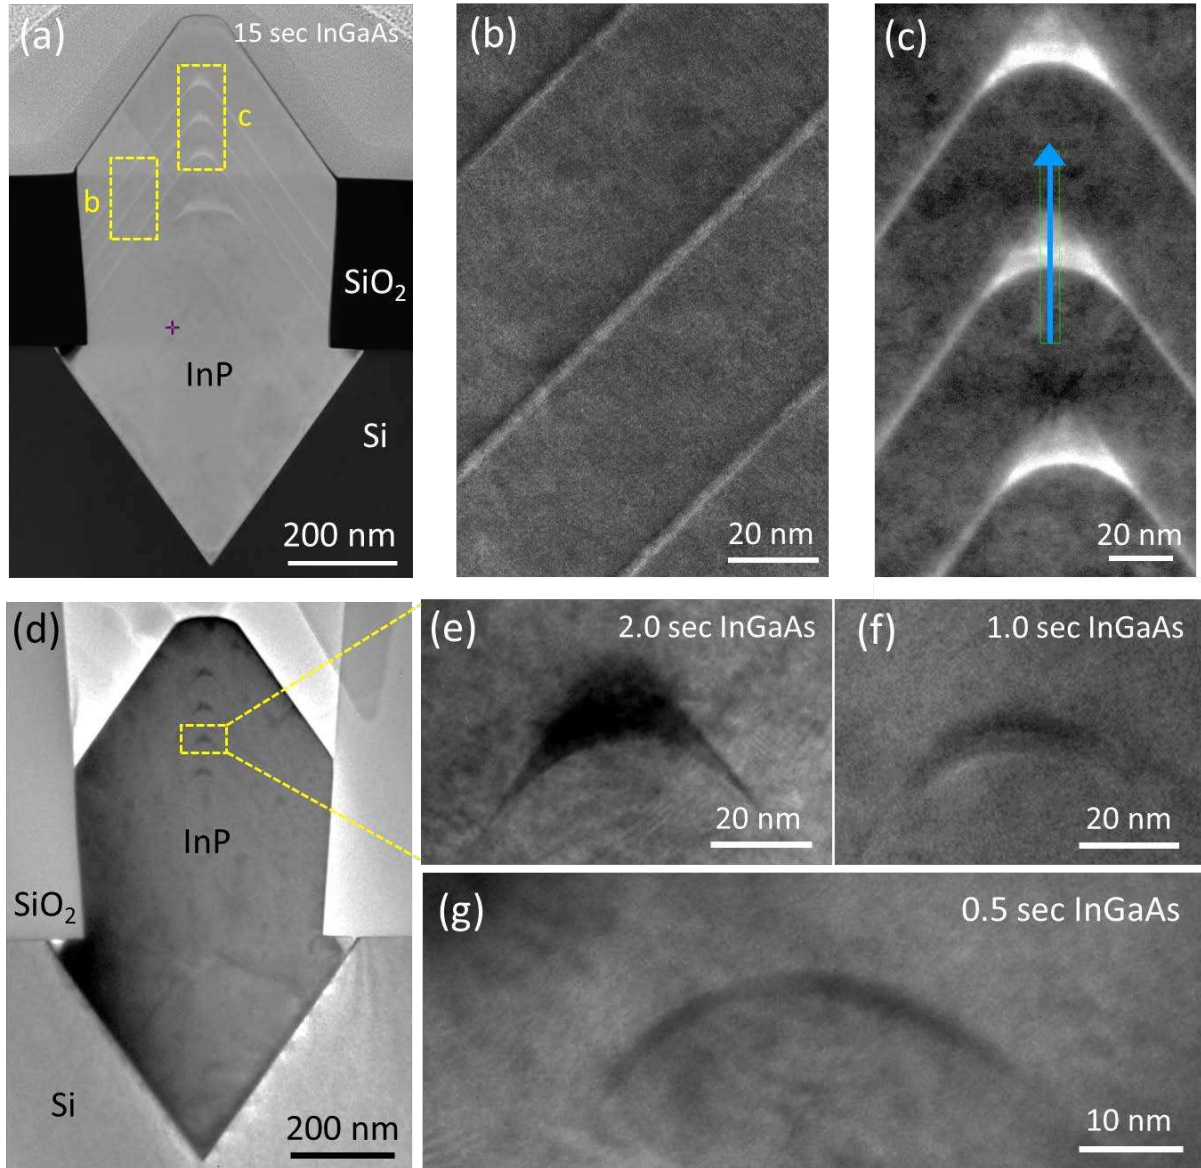 (a)
15 sec InGaAs
c
b
SiO₂
InP
Si
200 nm
(b)
20 nm
(c)
20 nm
(d)
InP
SiO₂
Si
200 nm
(e)
2.0 sec InGaAs
20 nm
(f)
1.0 sec InGaAs
20 nm
(g)
0.5 sec InGaAs
10 nm